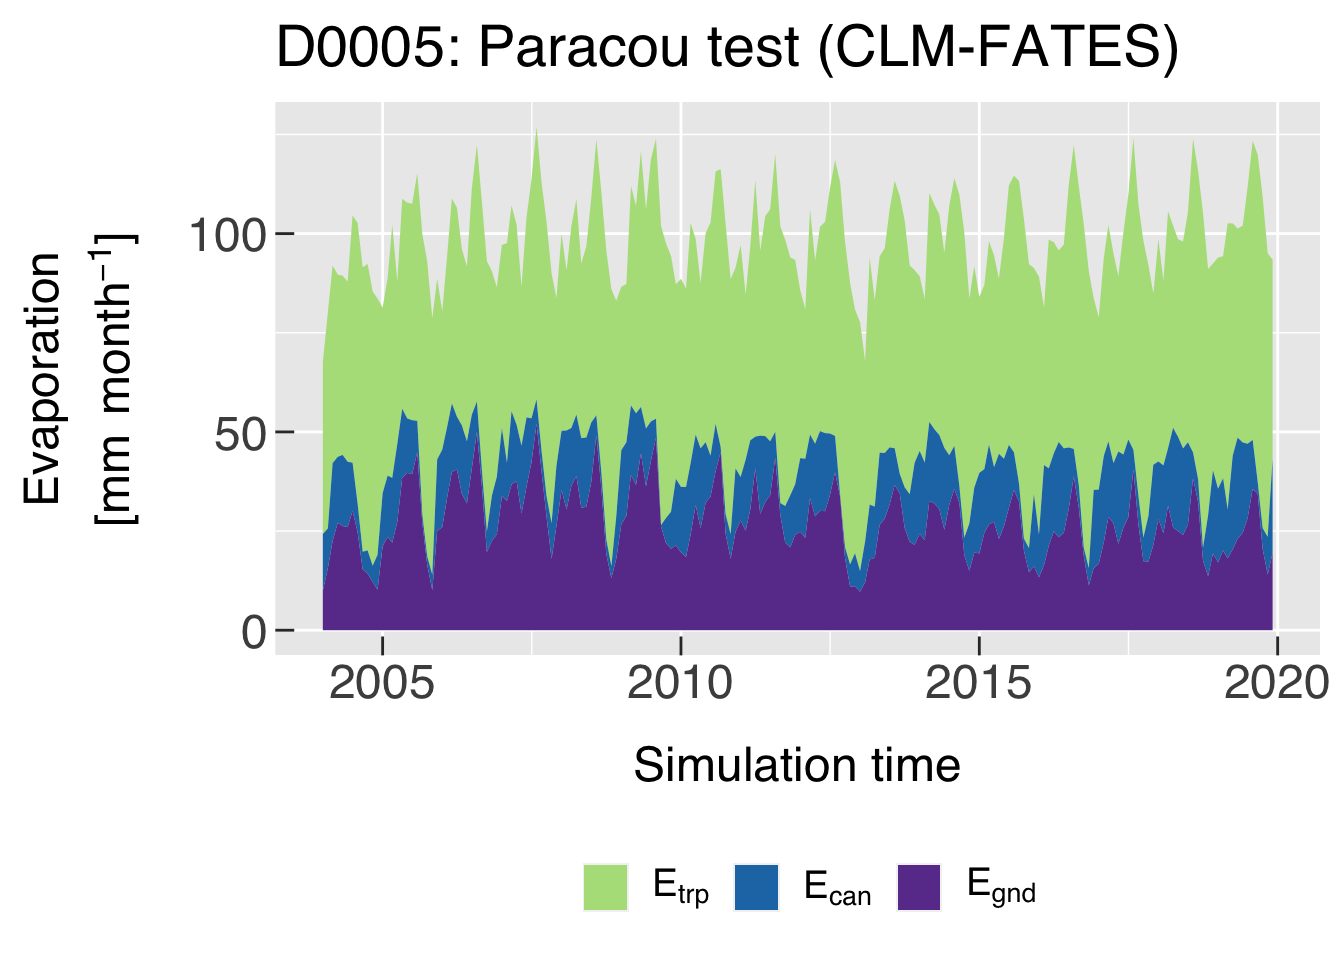 D0005: Paracou test (CLM-FATES)
Evaporation
[mm month⁻¹]
100
50
0
2005 2010 2015 2020
Simulation time
E_trp E_can E_gnd